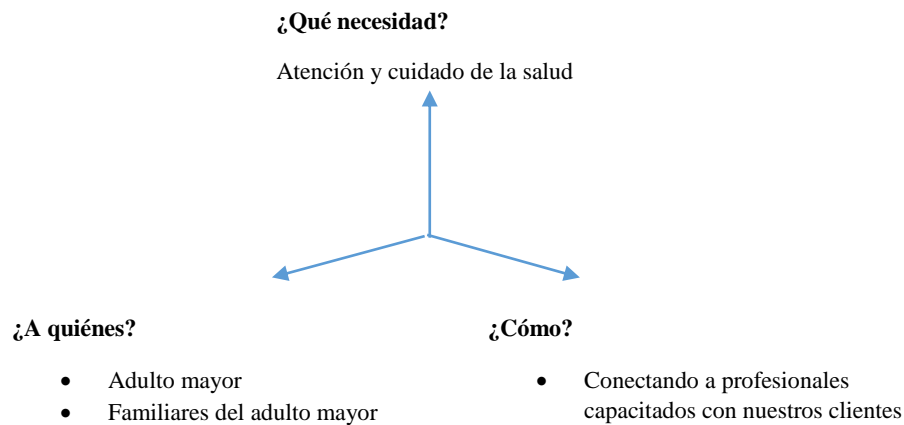 ¿Qué necesidad?
Atención y cuidado de la salud
¿A quiénes?
• Adulto mayor
• Familiares del adulto mayor
¿Cómo?
• Conectando a profesionales
capacitados con nuestros clientes